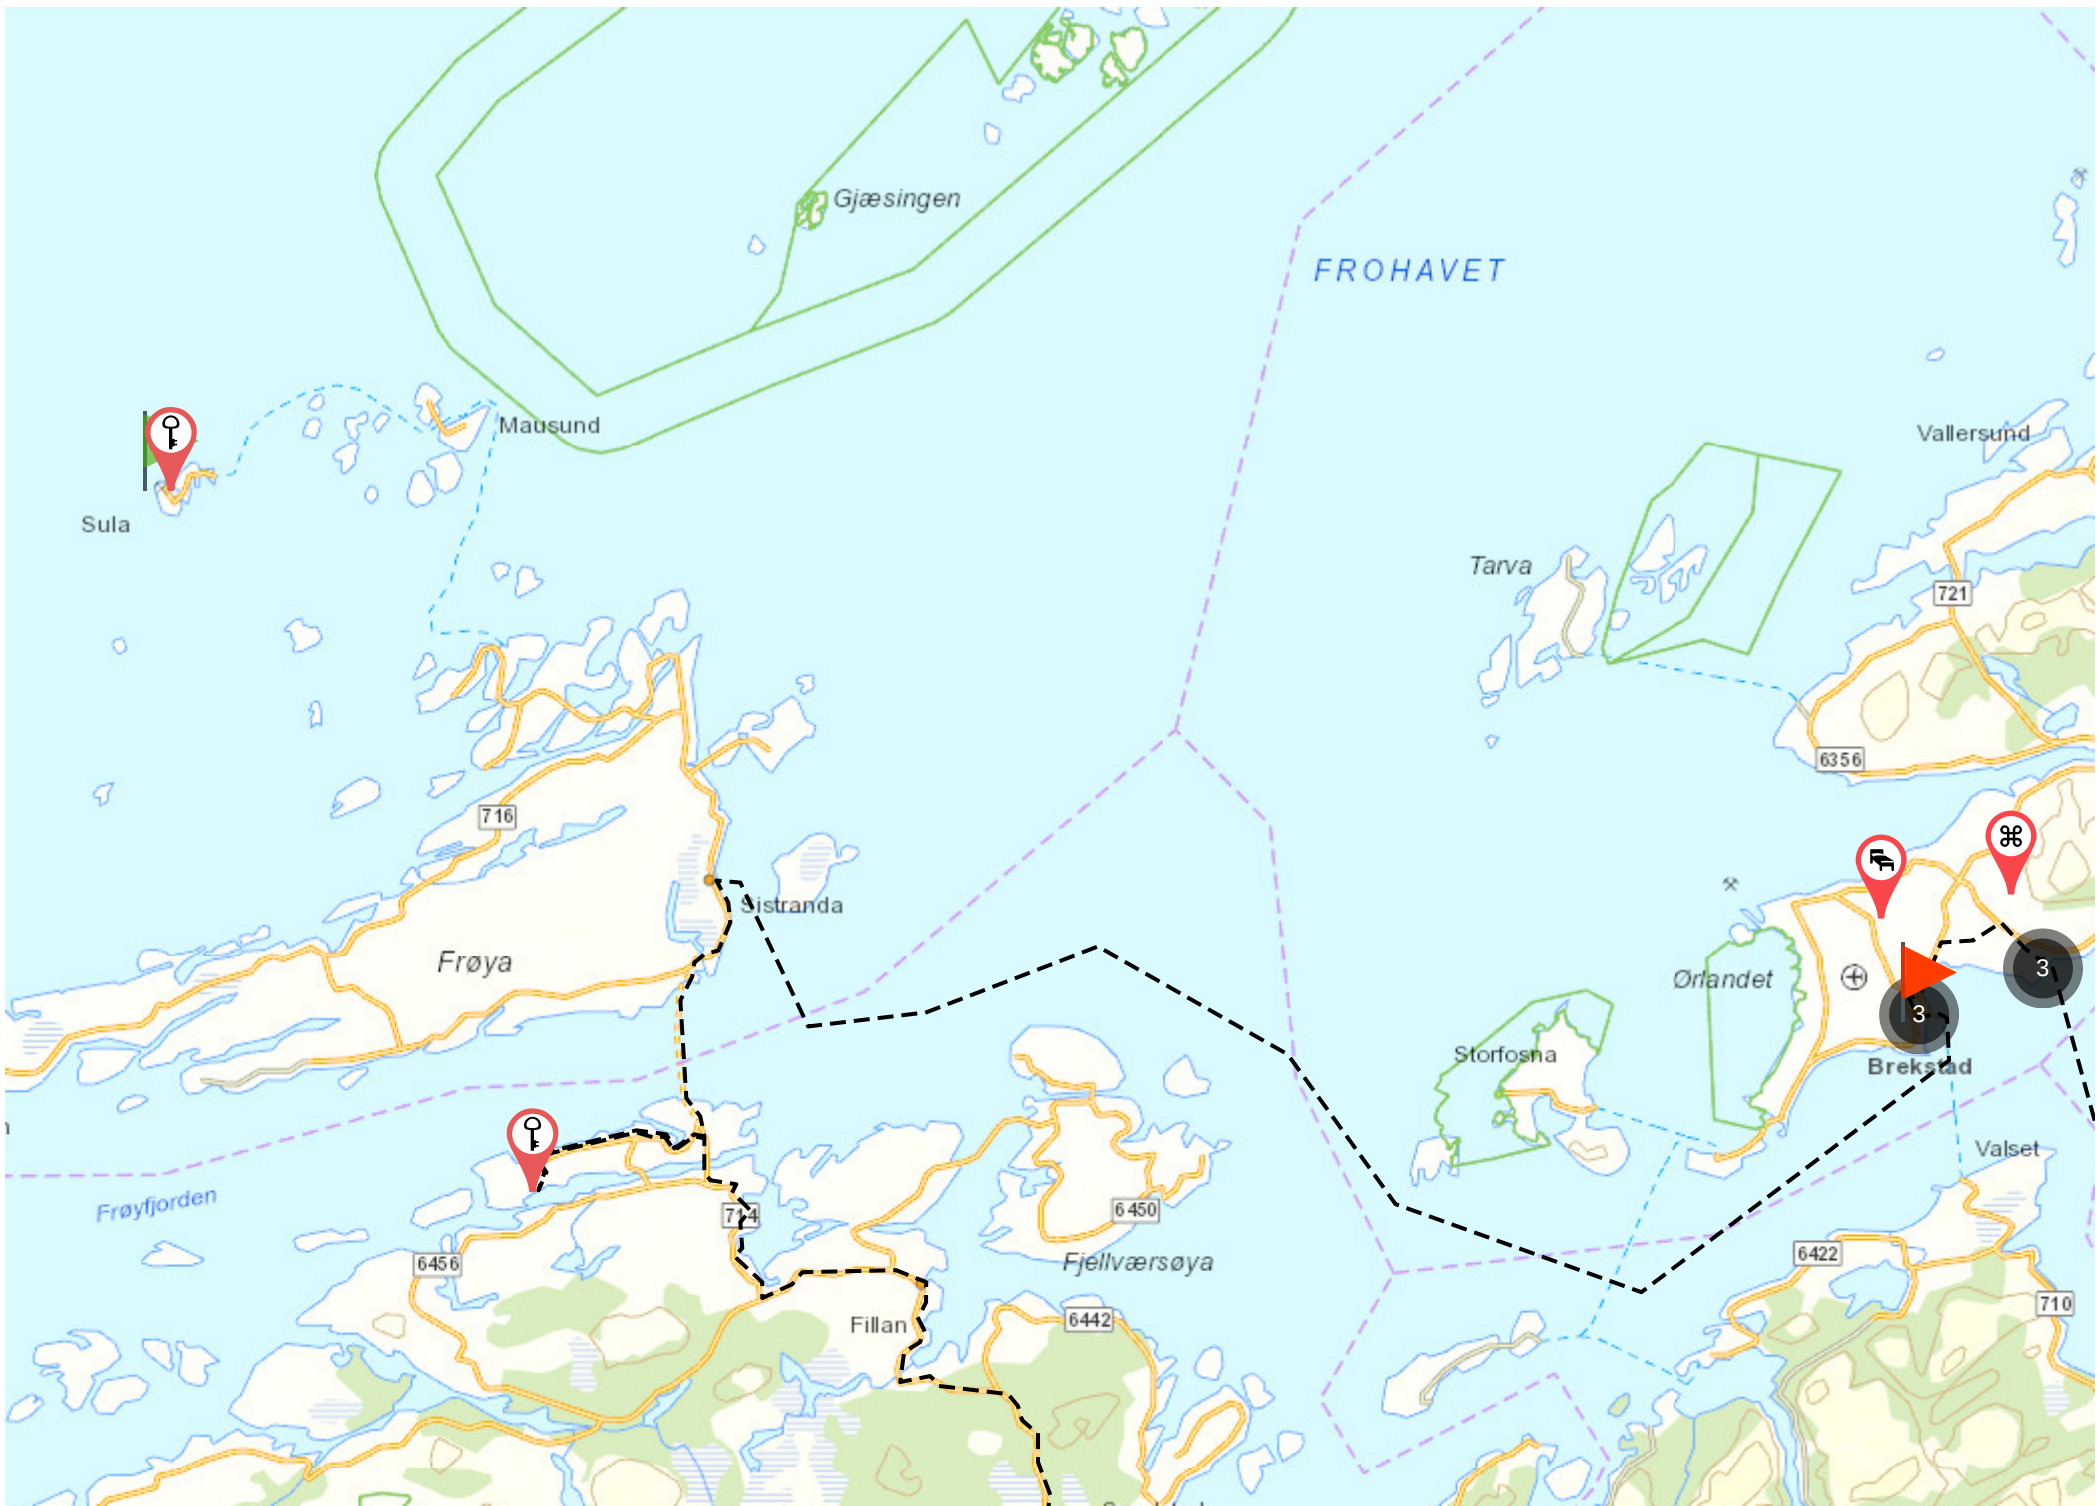 Gjæsingen
FROHAVET
Mausund
Vallersund
Sula
Tarva
721
6356
716
Sistranda
Frøya
Ørlandet
3
3
Storfosna
Brekstad
Valset
Frøyfjorden
714
6450
6456
Fjellværsøya
6422
710
Fillan
6442